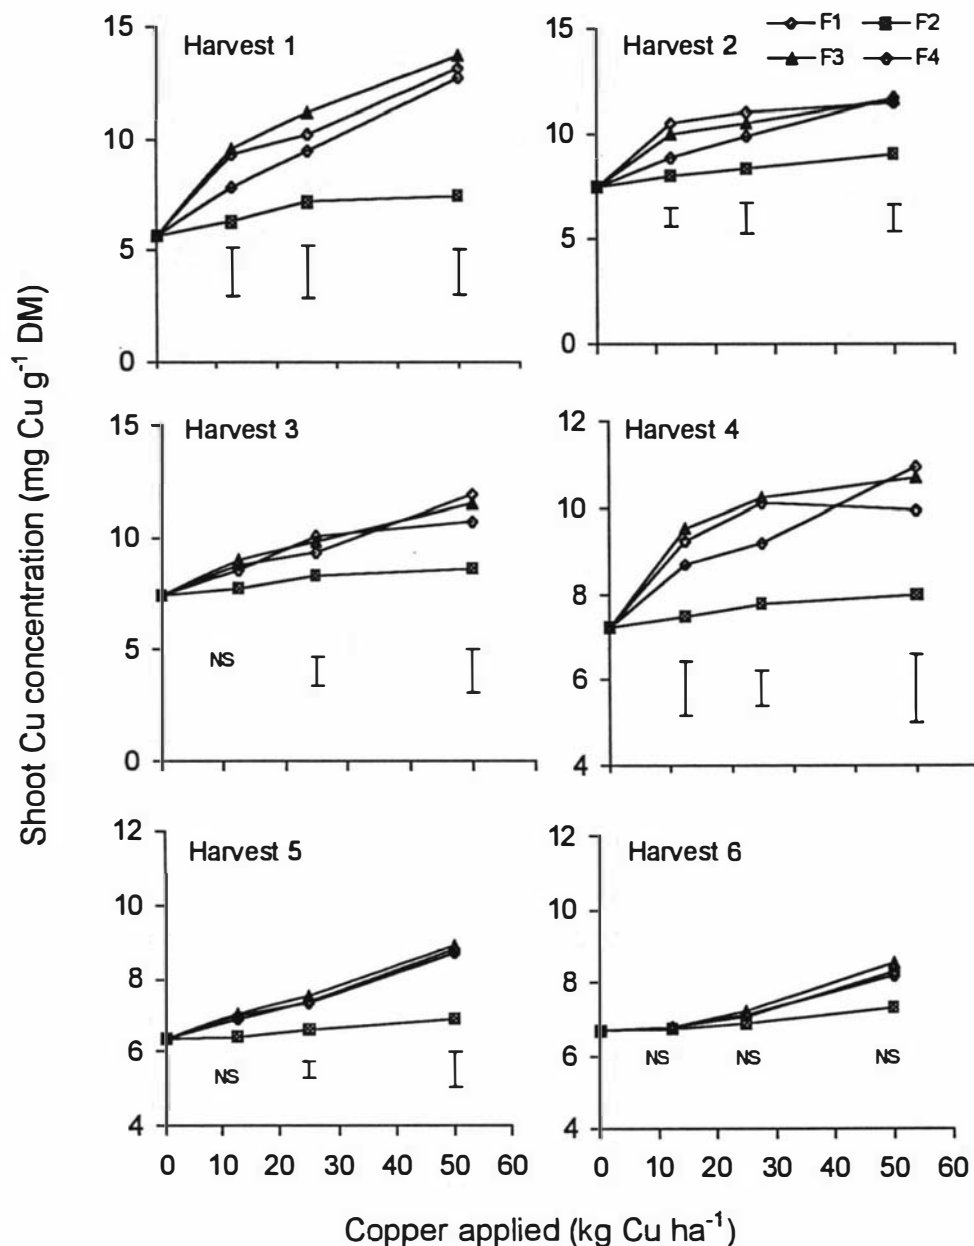 Harvest 1
15
10
5
0
Harvest 2
F1 F2
F3 F4
15
10
5
0
Harvest 3
15
10
5
0
NS
Harvest 4
12
10
8
6
4
Harvest 5
12
10
8
6
4
NS
0 10 20 30 40 50 60
Harvest 6
12
10
8
6
4
NS NS NS
0 10 20 30 40 50 60
Shoot Cu concentration (mg Cu g⁻¹ DM)
Copper applied (kg Cu ha⁻¹)